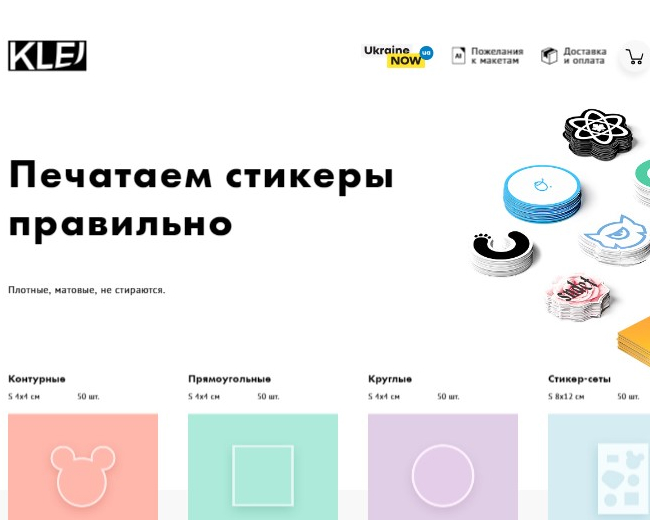 KLEJ
Ukraine
NOW ua
AI
Пожелания
к макетам
Доставка
и оплата
Печатаем стикеры
правильно
Плотные, матовые, не стираются.
Контурные
S 4x4 см 50 шт.
Прямоугольные
S 4x4 см 50 шт.
Круглые
S 4x4 см 50 шт.
Стикер-сеты
S 8x12 см 50 шт.